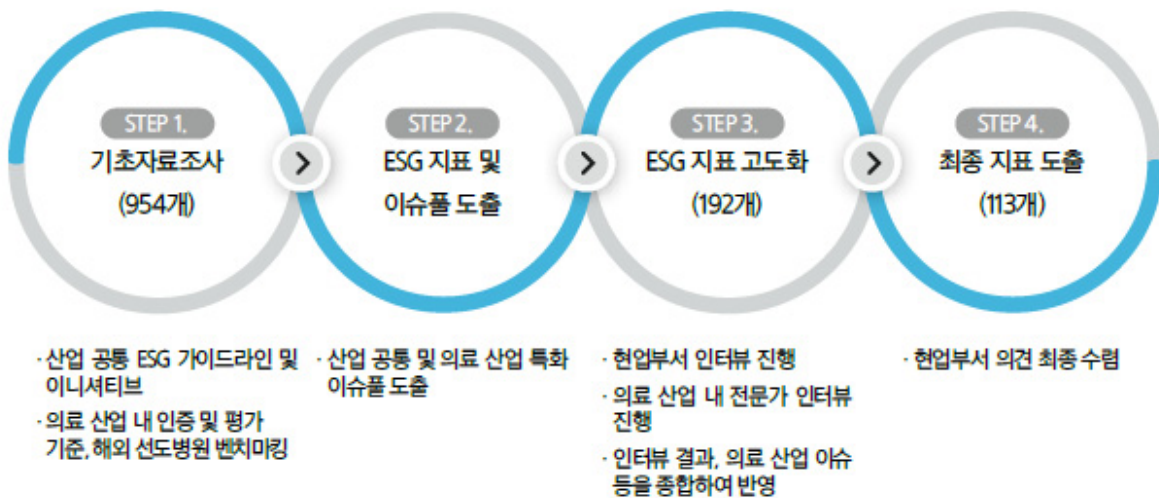 STEP 1.
기초자료조사
(954개)
STEP 2.
ESG 지표 및
이슈풀 도출
STEP 3.
ESG 지표 고도화
(192개)
STEP 4.
최종 지표 도출
(113개)
· 산업 공통 ESG 가이드라인 및
이니셔티브
· 의료 산업 내 인증 및 평가
기준, 해외 선도병원 벤치마킹
· 산업 공통 및 의료 산업 특화
이슈풀 도출
· 현업부서 인터뷰 진행
· 의료 산업 내 전문가 인터뷰
진행
· 인터뷰 결과, 의료 산업 이슈
등을 종합하여 반영
· 현업부서 의견 최종 수렴